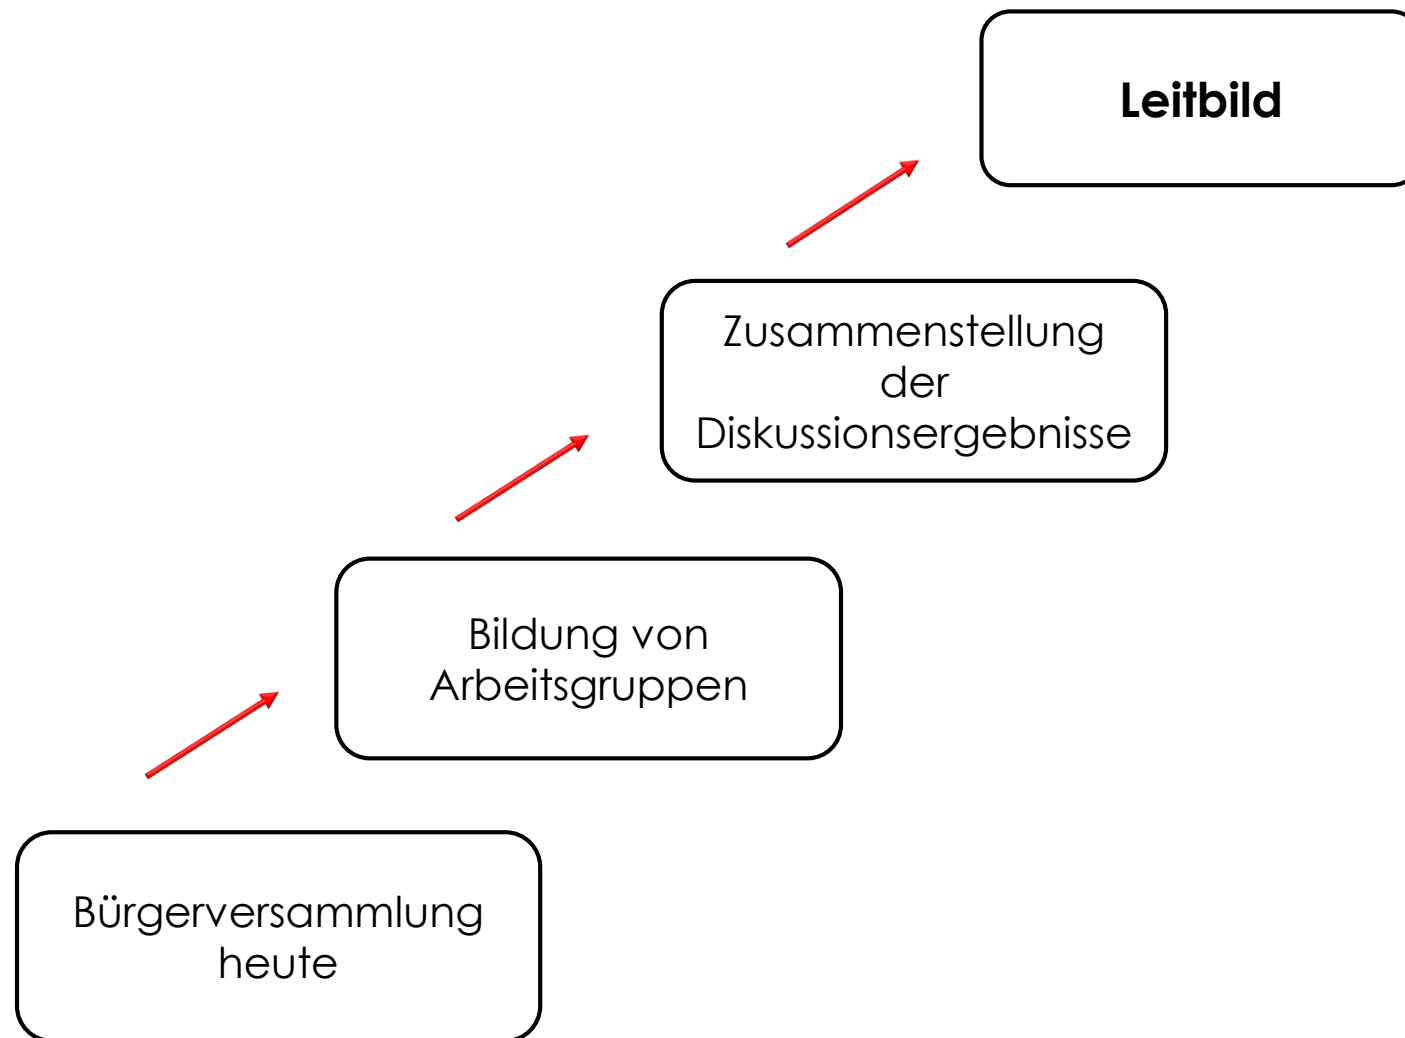 Leitbild
Zusammenstellung
der
Diskussionsergebnisse
Bildung von
Arbeitsgruppen
Bürgerversammlung
heute